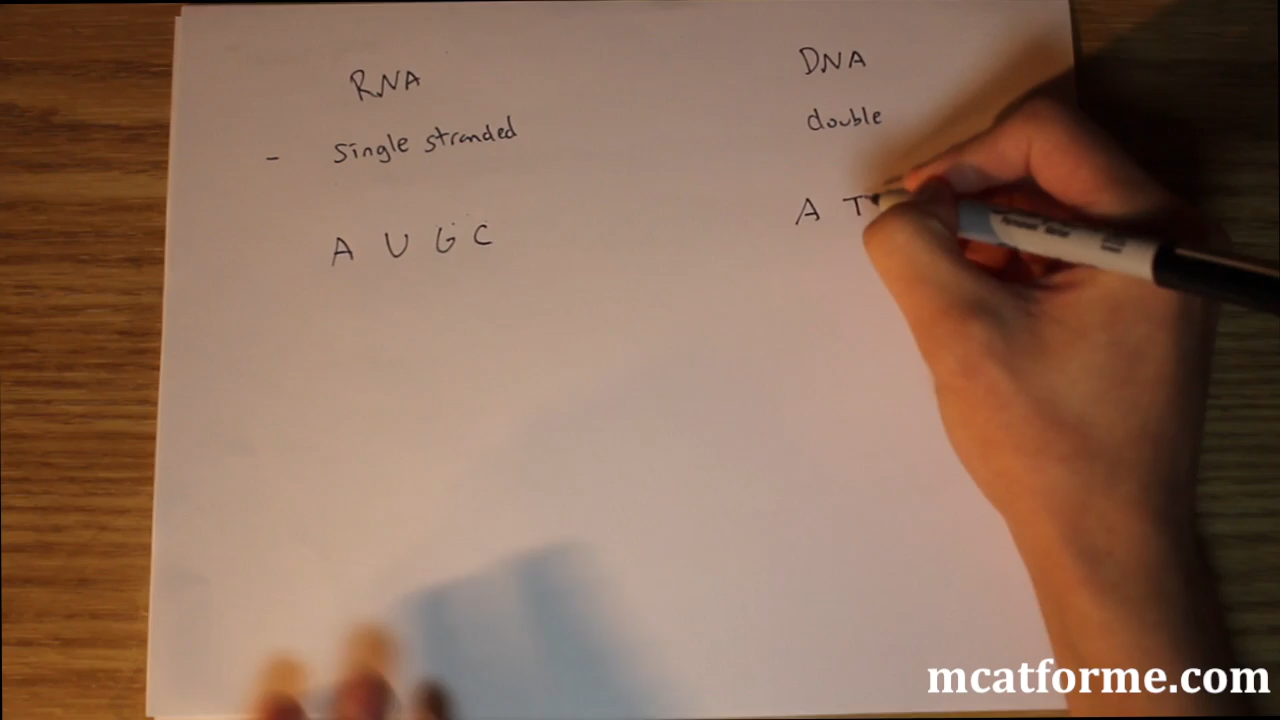 RNA
- Single stranded
A U G C
DNA
double
A T
mcatforme.com